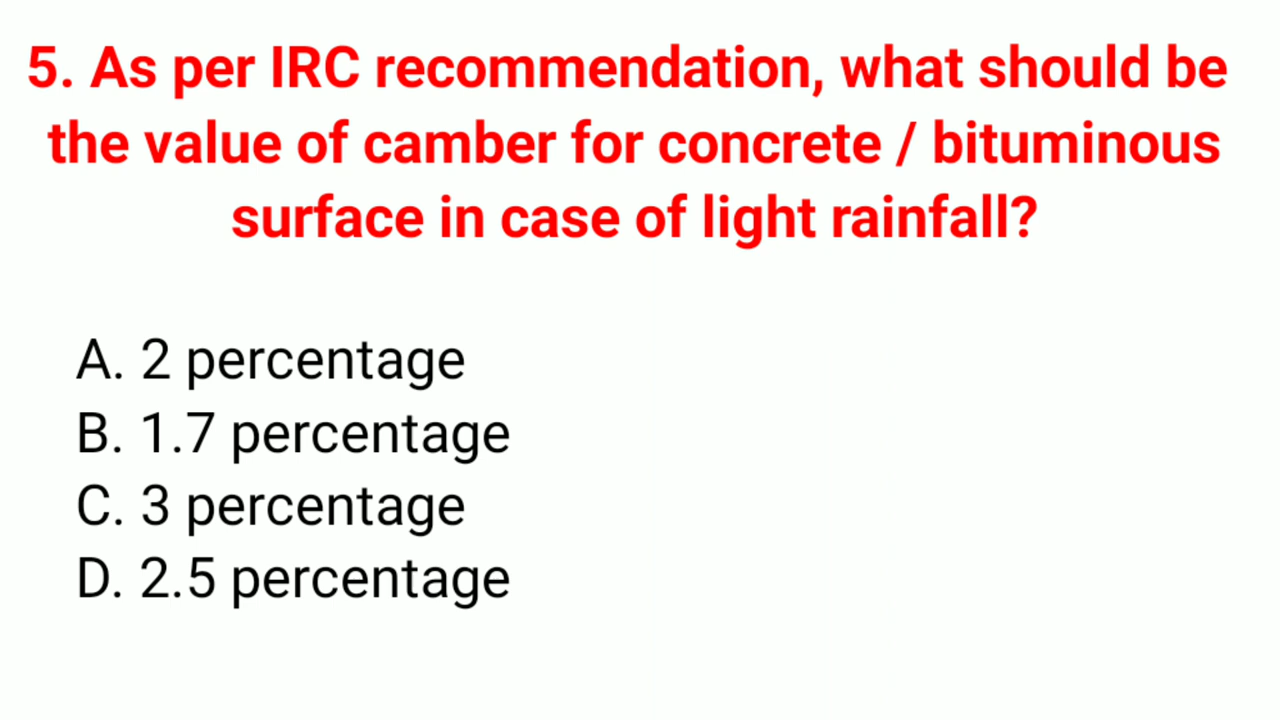 5. As per IRC recommendation, what should be
the value of camber for concrete / bituminous
surface in case of light rainfall?
A. 2 percentage
B. 1.7 percentage
C. 3 percentage
D. 2.5 percentage